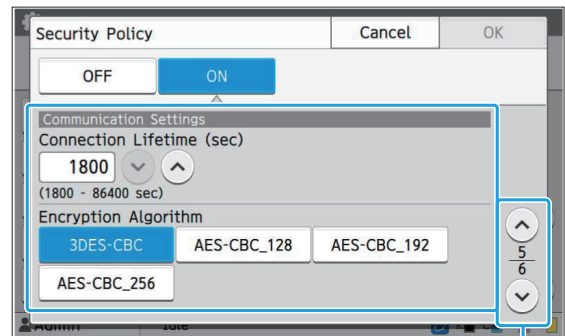 Security Policy Cancel OK
OFF ON
Communication Settings
Connection Lifetime (sec)
1800
(1800 - 86400 sec)
Encryption Algorithm
3DES-CBC AES-CBC_128 AES-CBC_192
5
6
AES-CBC_256
Admin Idle